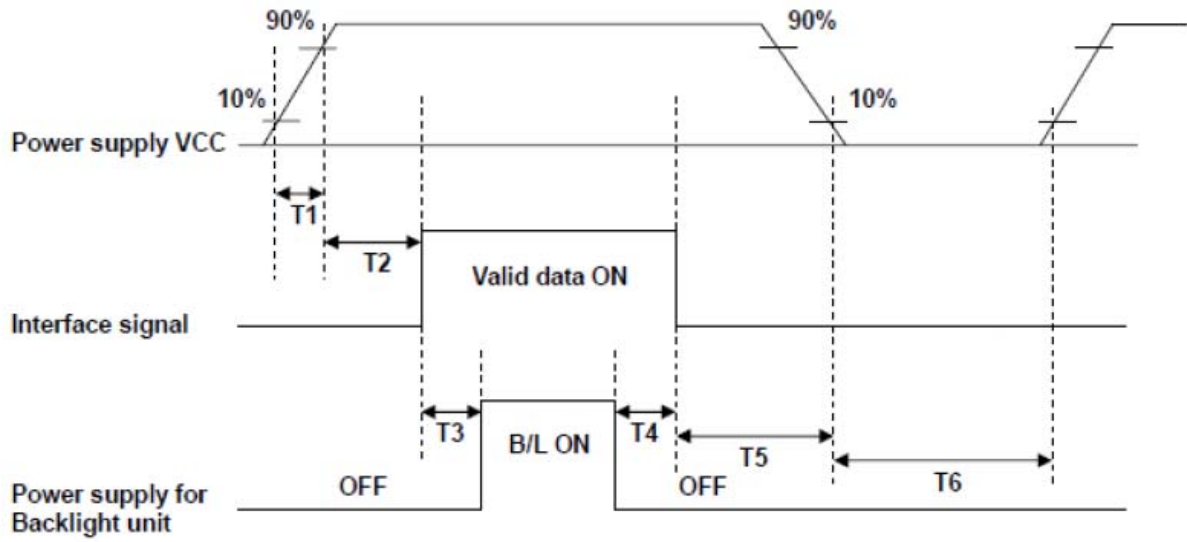 90%
90%
10%
10%
Power supply VCC
T1
T2
Valid data ON
Interface signal
T3
T4
B/L ON
T5
T6
OFF
OFF
Power supply for
Backlight unit